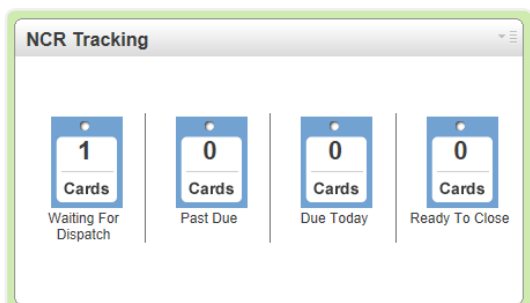 NCR Tracking
1
Cards
Waiting For
Dispatch
0
Cards
Past Due
0
Cards
Due Today
0
Cards
Ready To Close